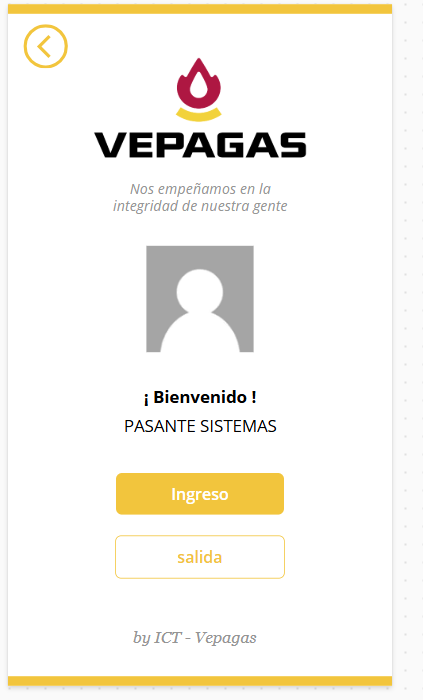 VEPAGAS
Nos empeñamos en la
integridad de nuestra gente
¡ Bienvenido !
PASANTE SISTEMAS
Ingreso
salida
by ICT - Vepagas